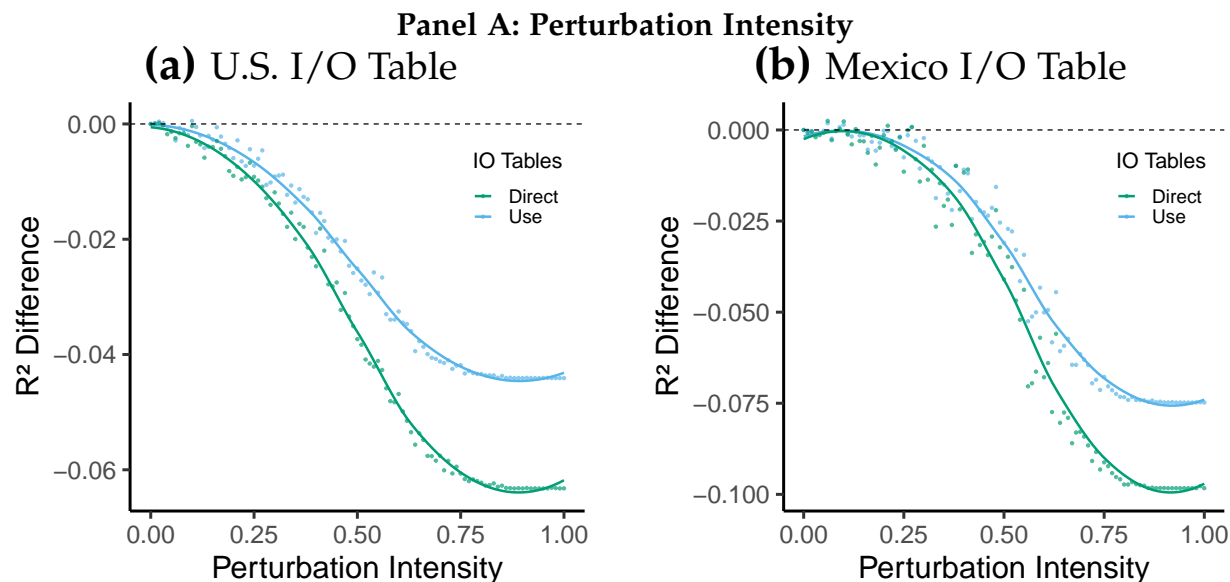 Panel A: Perturbation Intensity
(a) U.S. I/O Table
0.00
−0.02
−0.04
−0.06
R² Difference
IO Tables
Direct
Use
0.00 0.25 0.50 0.75 1.00
Perturbation Intensity
(b) Mexico I/O Table
0.000
−0.025
−0.050
−0.075
−0.100
R² Difference
IO Tables
Direct
Use
0.00 0.25 0.50 0.75 1.00
Perturbation Intensity